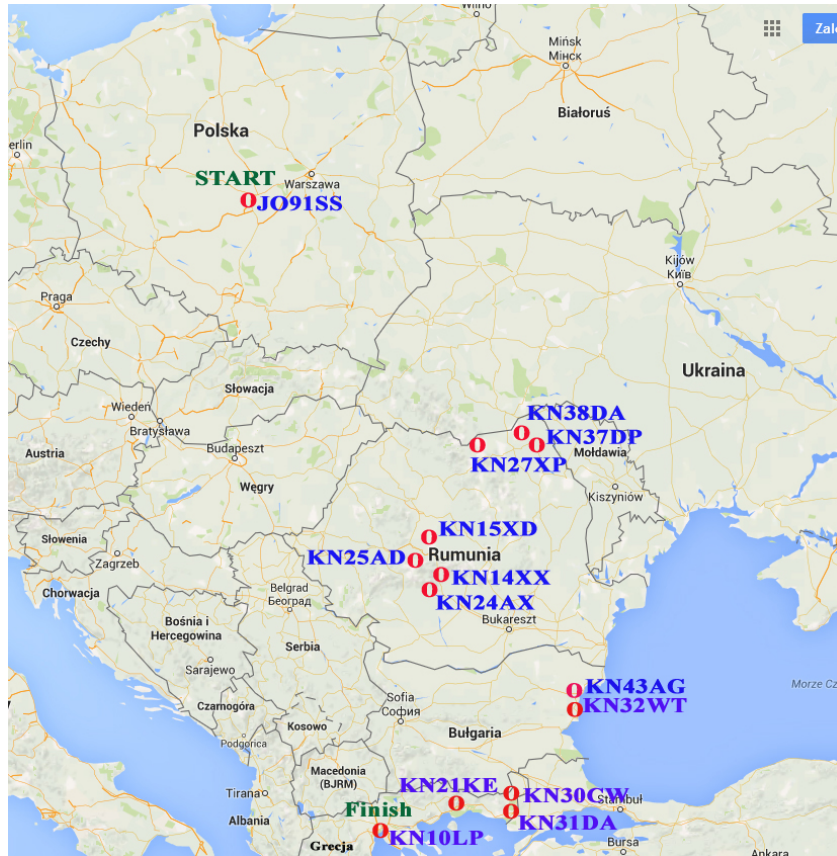 Wilno
Mińsk
Мінск
Zalo
Białoruś
Polska
erlin
START
Warszawa
JO91SS
Kijów
Київ
Praga
Czechy
Ukraina
Słowacja
KN38DA
Wiedeń
Bratysława
KN37DP
Austria
Budapeszt
Mołdawia
KN27XP
Węgry
Kiszyniów
KN15XD
Słowenia
KN25AD
Rumunia
Zagrzeb
KN14XX
Chorwacja
Belgrad
Београд
KN24AX
Bośnia i
Hercegowina
Bukareszt
Serbia
Sarajewo
KN43AG
Morze Cz
Sofia
София
KN32WT
Czarnogóra
Kosowo
Bułgaria
Podgorica
Macedonia
(BJRM)
KN21KE
KN30CW
Tirana
Stambuł
Finish
KN31DA
Albania
KN10LP
Grecja
Bursa
Ankara